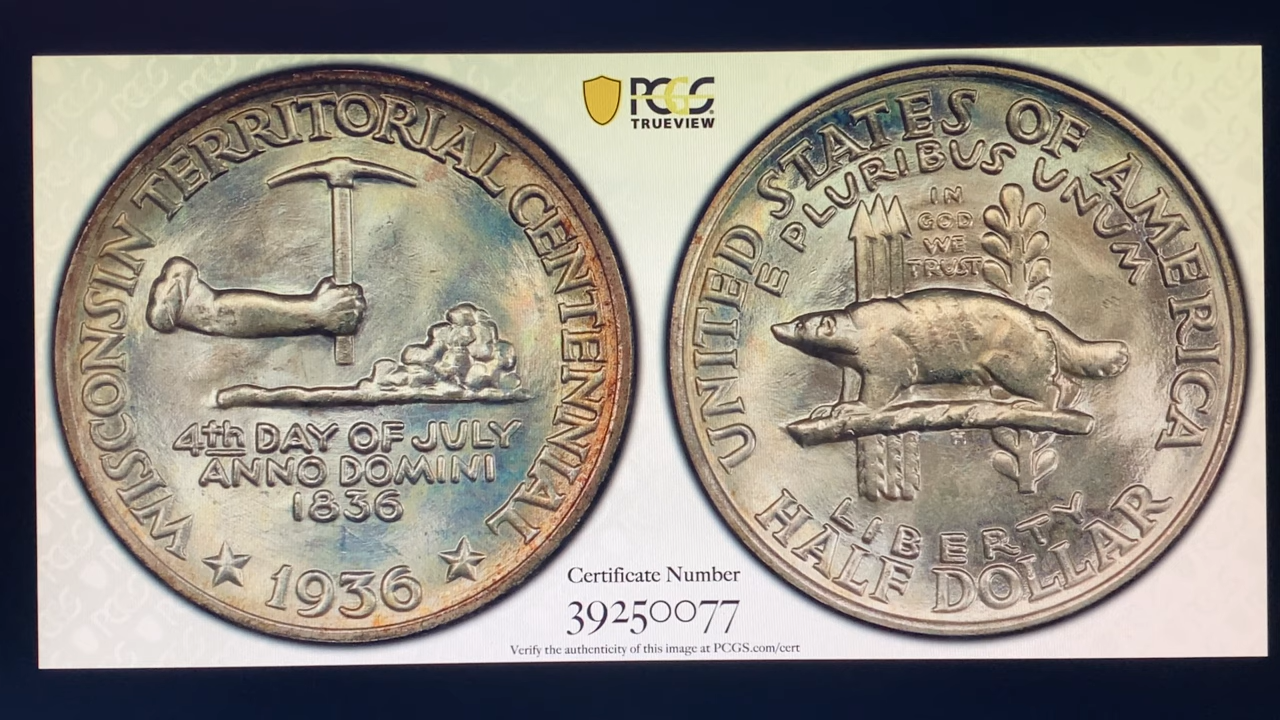 WISCONSIN TERRITORIAL CENTENNIAL
4th DAY OF JULY
ANNO DOMINI
1836
1936
PCGS
TRUEVIEW
UNITED STATES OF AMERICA
E PLURIBUS UNUM
IN
GOD
WE
TRUST
H
LIBERTY
HALF DOLLAR
Certificate Number
39250077
Verify the authenticity of this image at PCGS.com/cert